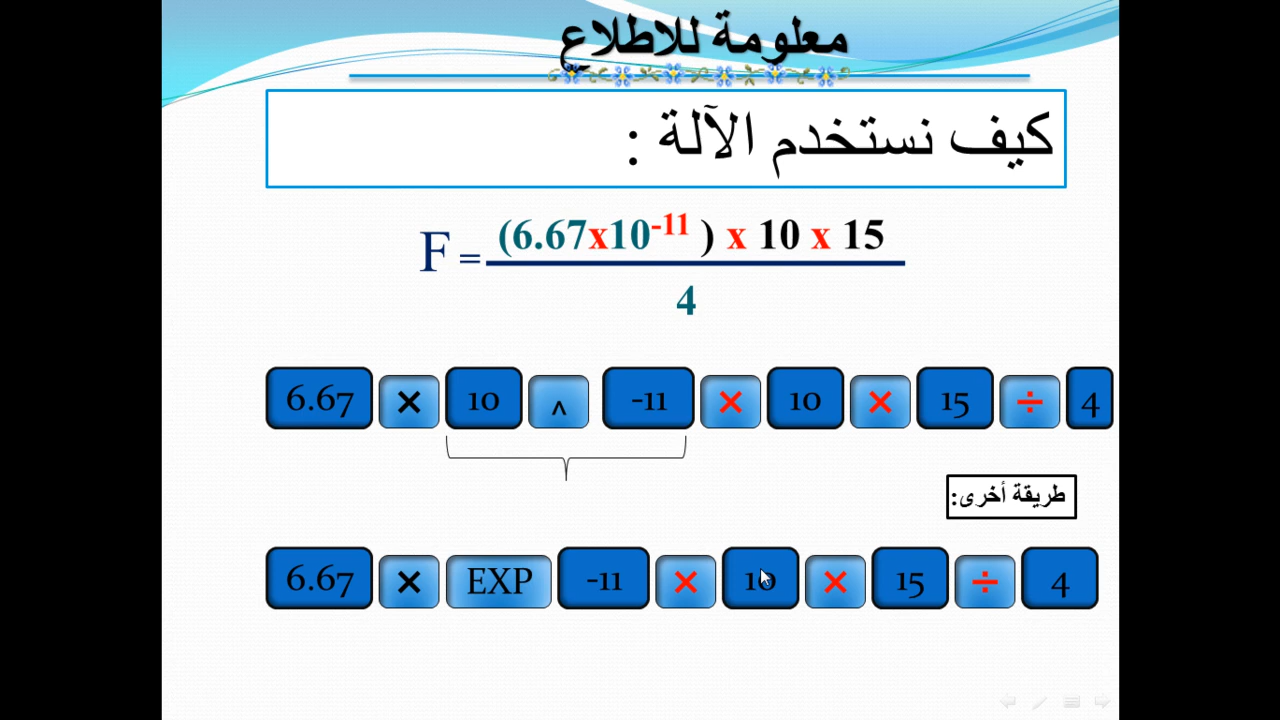 معلومة للاطلاع
كيف نستخدم الآلة :
F = (6.67x10-11 ) x 10 x 15
4
6.67 × 10 ^ -11 × 10 × 15 ÷ 4
طريقة أخرى:
6.67 × EXP -11 × 10 × 15 ÷ 4